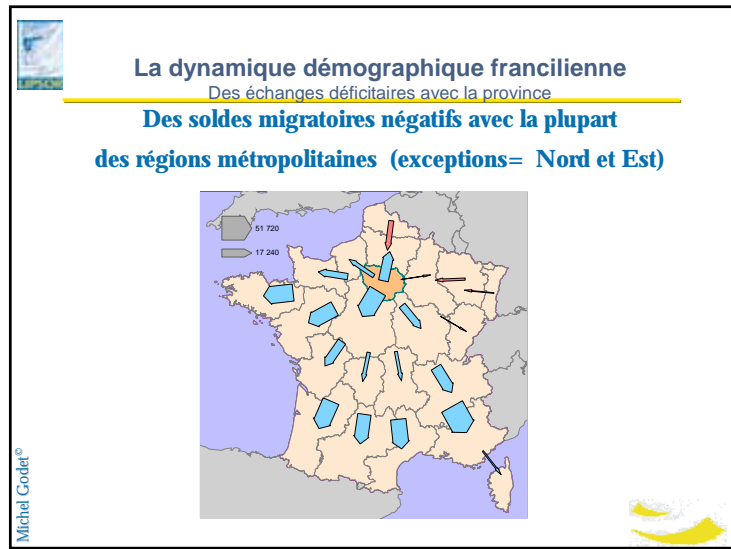 LIPSOR
La dynamique démographique francilienne
Des échanges déficitaires avec la province
Des soldes migratoires négatifs avec la plupart
des régions métropolitaines (exceptions= Nord et Est)
51 720
17 240
Michel Godet©